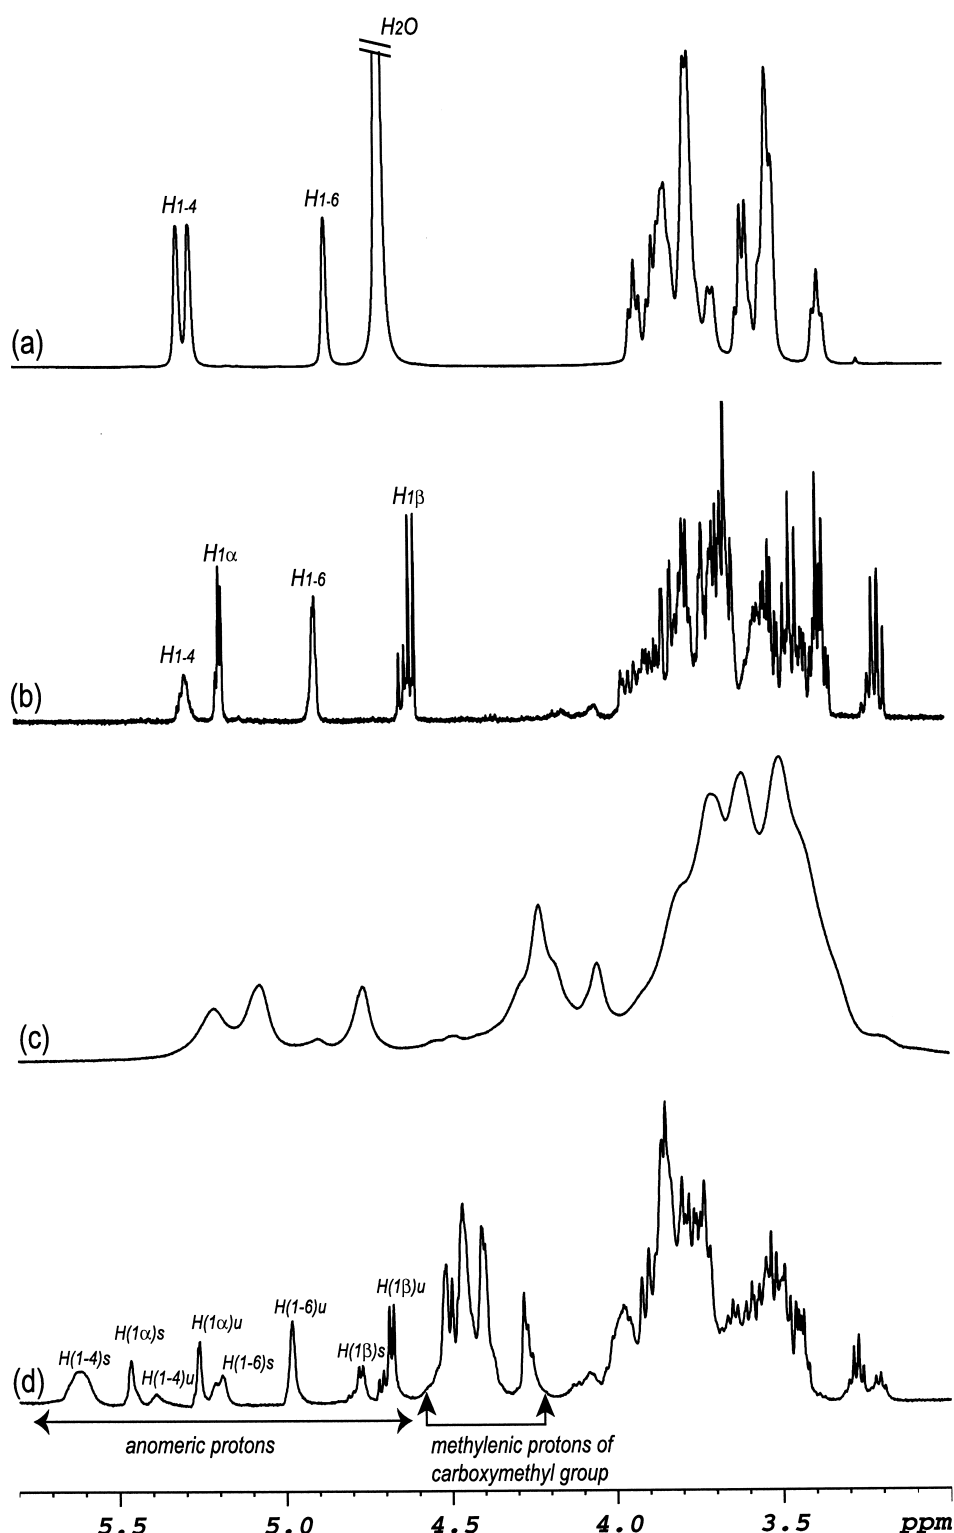 H2O
H1-4
H1-6
(a)
H1β
H1α
H1-6
H1-4
(b)
(c)
H(1β)u
H(1-6)u
H(1α)u
H(1α)s
H(1β)s
H(1-4)s
H(1-6)s
H(1-4)u
(d)
anomeric protons
methylenic protons of
carboxymethyl group
5.5 5.0 4.5 4.0 3.5 ppm